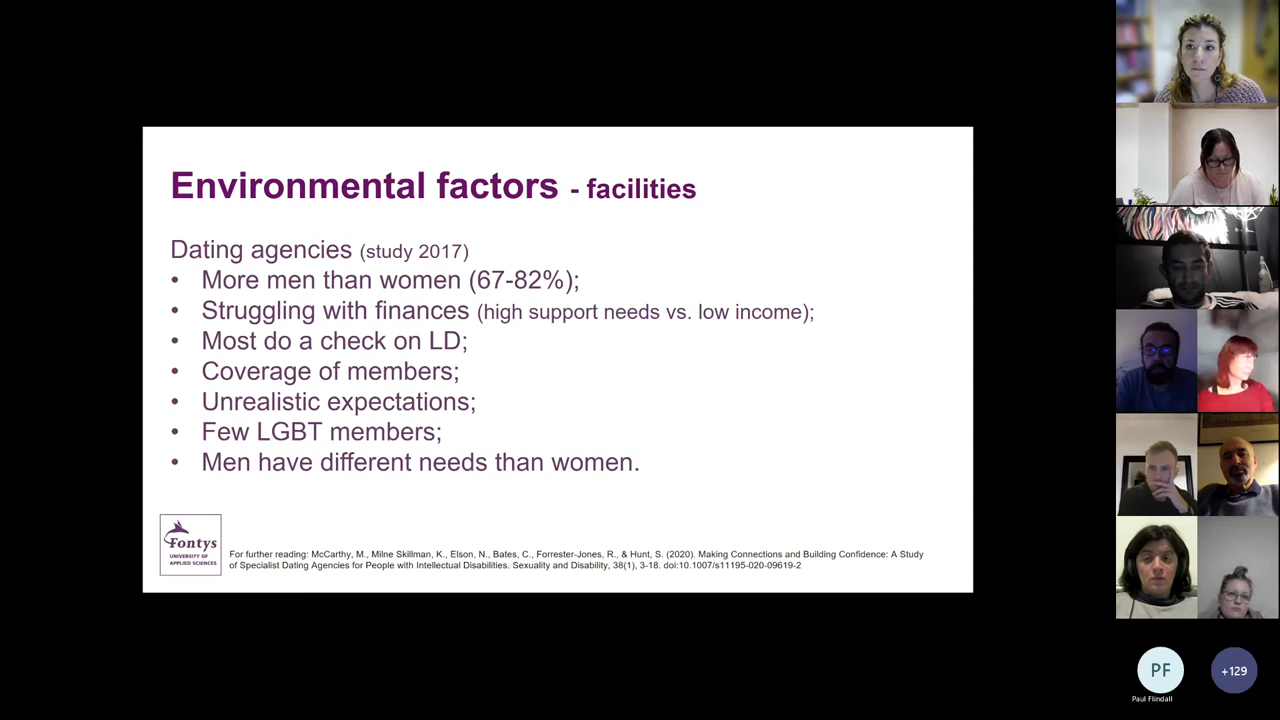 Environmental factors - facilities
Dating agencies (study 2017)
• More men than women (67-82%);
• Struggling with finances (high support needs vs. low income);
• Most do a check on LD;
• Coverage of members;
• Unrealistic expectations;
• Few LGBT members;
• Men have different needs than women.
Fontys
UNIVERSITY OF
APPLIED SCIENCES
For further reading: McCarthy, M., Milne Skillman, K., Elson, N., Bates, C., Forrester-Jones, R., & Hunt, S. (2020). Making Connections and Building Confidence: A Study
of Specialist Dating Agencies for People with Intellectual Disabilities. Sexuality and Disability, 38(1), 3-18. doi:10.1007/s11195-020-09619-2
PF
+129
Paul Flindall